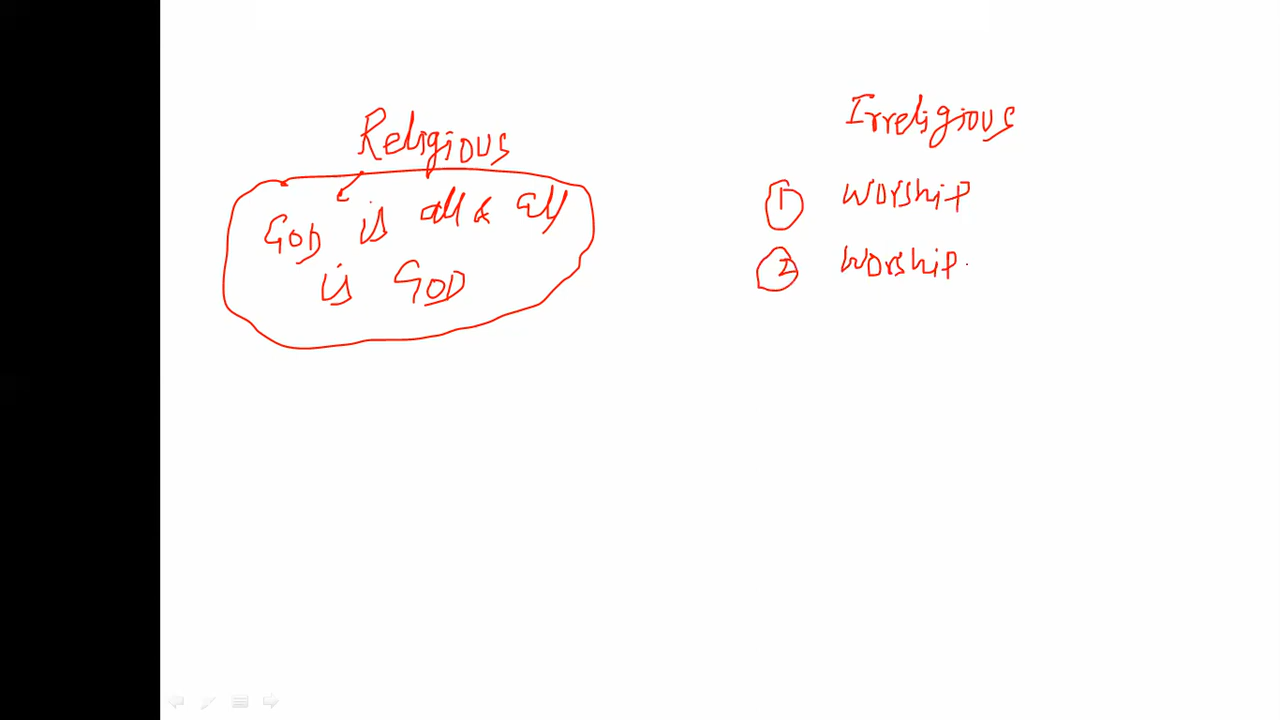 Religious
GOD is all & all
is GOD
Irreligious
① Worship
② Worship